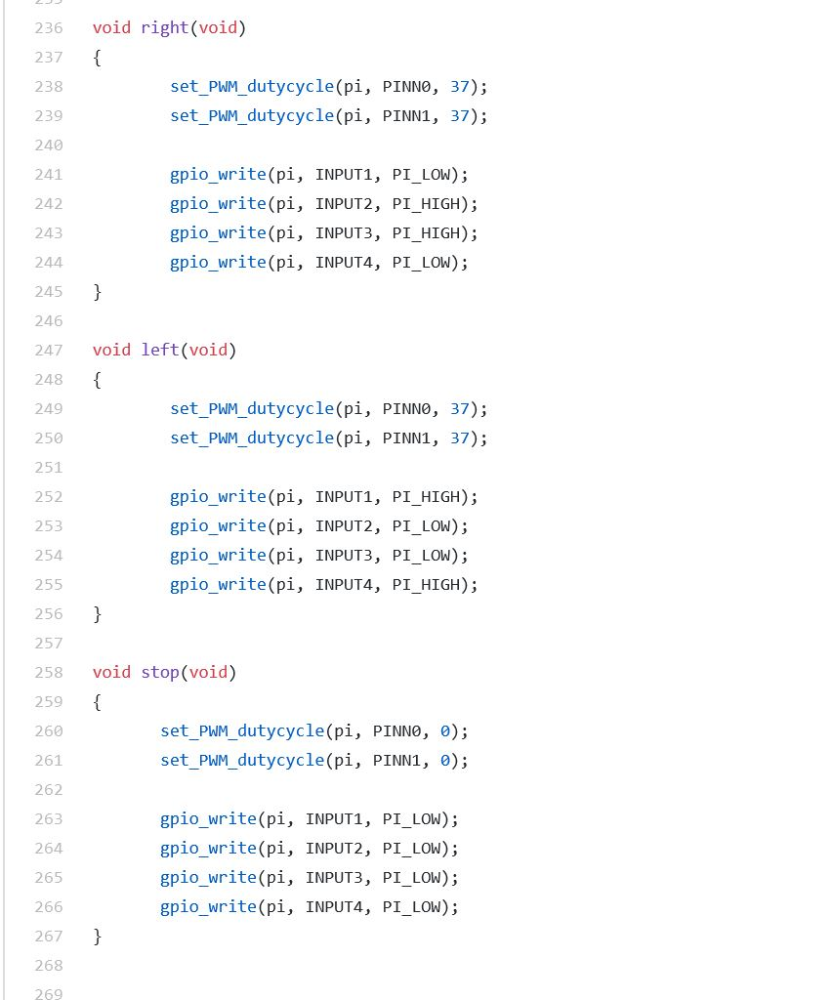 236 void right(void)
237 {
238 set_PWM_dutycycle(pi, PINN0, 37);
239 set_PWM_dutycycle(pi, PINN1, 37);
240
241 gpio_write(pi, INPUT1, PI_LOW);
242 gpio_write(pi, INPUT2, PI_HIGH);
243 gpio_write(pi, INPUT3, PI_HIGH);
244 gpio_write(pi, INPUT4, PI_LOW);
245 }
246
247 void left(void)
248 {
249 set_PWM_dutycycle(pi, PINN0, 37);
250 set_PWM_dutycycle(pi, PINN1, 37);
251
252 gpio_write(pi, INPUT1, PI_HIGH);
253 gpio_write(pi, INPUT2, PI_LOW);
254 gpio_write(pi, INPUT3, PI_LOW);
255 gpio_write(pi, INPUT4, PI_HIGH);
256 }
257
258 void stop(void)
259 {
260 set_PWM_dutycycle(pi, PINN0, 0);
261 set_PWM_dutycycle(pi, PINN1, 0);
262
263 gpio_write(pi, INPUT1, PI_LOW);
264 gpio_write(pi, INPUT2, PI_LOW);
265 gpio_write(pi, INPUT3, PI_LOW);
266 gpio_write(pi, INPUT4, PI_LOW);
267 }
268
269